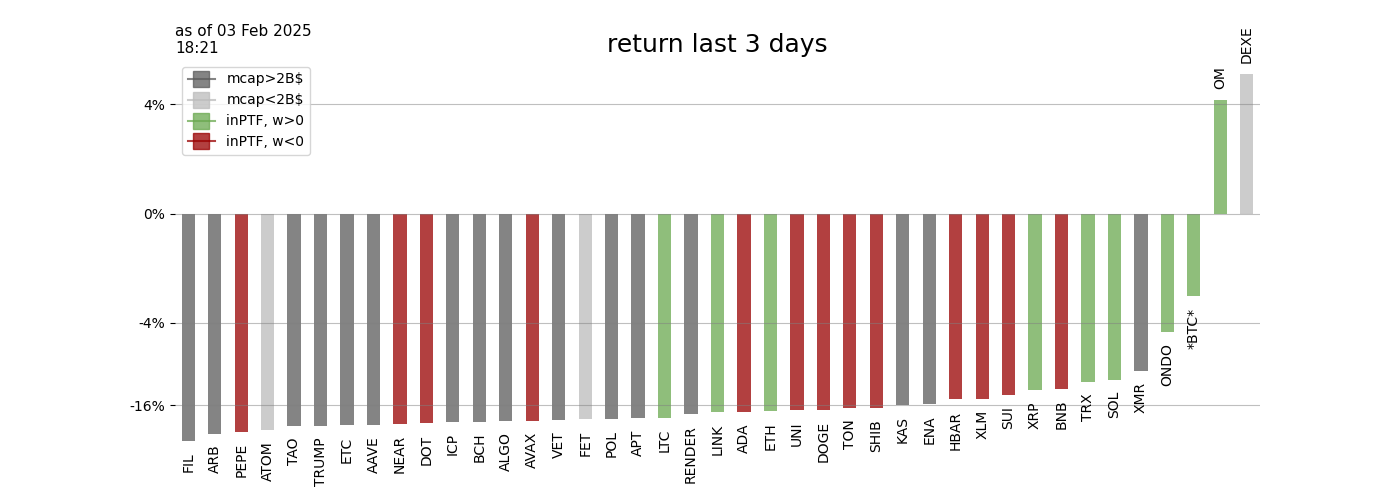 as of 03 Feb 2025
18:21
return last 3 days
mcap>2B$
mcap<2B$
inPTF, w>0
inPTF, w<0
4%
0%
-4%
-16%
FIL
ARB
PEPE
ATOM
TAO
TRUMP
ETC
AAVE
NEAR
DOT
ICP
BCH
ALGO
AVAX
VET
FET
POL
APT
LTC
RENDER
LINK
ADA
ETH
UNI
DOGE
TON
SHIB
KAS
ENA
HBAR
XLM
SUI
XRP
BNB
TRX
SOL
XMR
ONDO
*BTC*
OM
DEXE